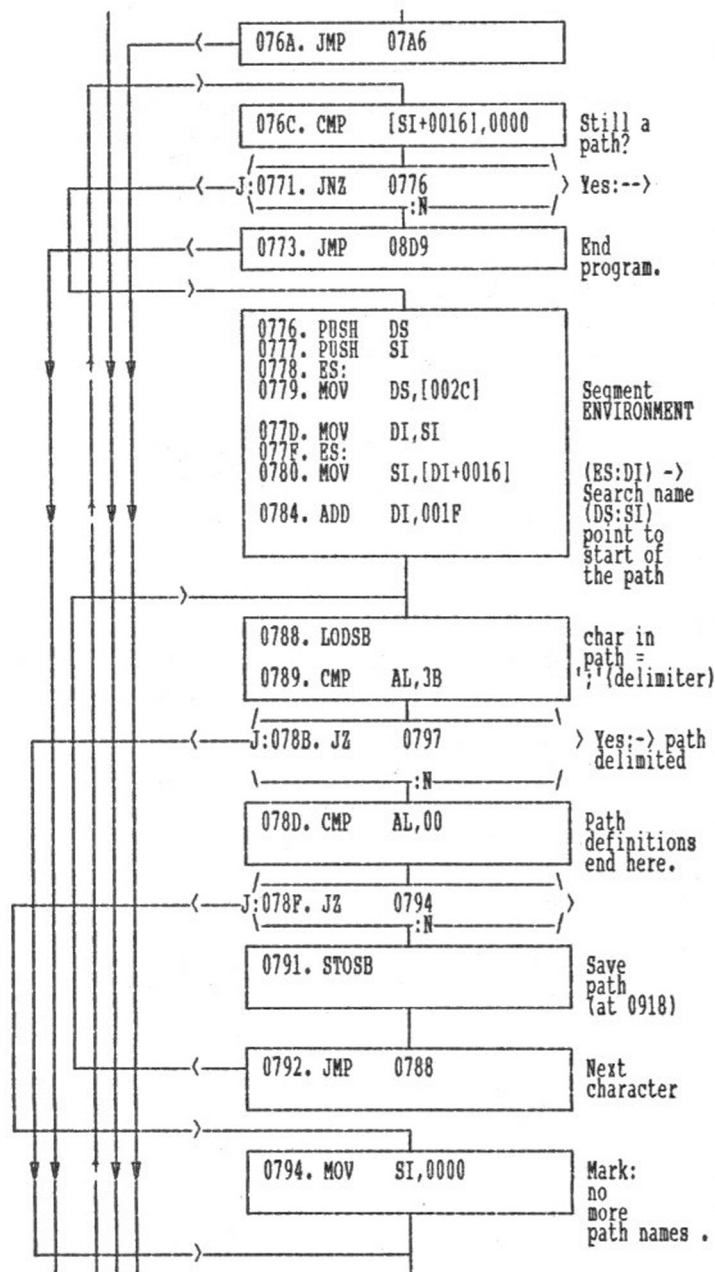 076A. JMP 07A6
076C. CMP [SI+0016],0000 Still a
path?
J:0771. JNZ 0776 > Yes:-->
:N
0773. JMP 08D9 End
program.
0776. PUSH DS
0777. PUSH SI
0778. ES:
0779. MOV DS,[002C] Segment
ENVIRONMENT
077D. MOV DI,SI
077F. ES:
0780. MOV SI,[DI+0016] (ES:DI) ->
Search name
0784. ADD DI,001F (DS:SI)
point to
start of
the path
0788. LODSB char in
path =
0789. CMP AL,3B ';'(delimiter)
J:078B. JZ 0797 > Yes:-> path
delimited
:N
078D. CMP AL,00 Path
definitions
end here.
J:078F. JZ 0794 >
:N
0791. STOSB Save
path
(at 0918)
0792. JMP 0788 Next
character
0794. MOV SI,0000 Mark:
no
more
path names .